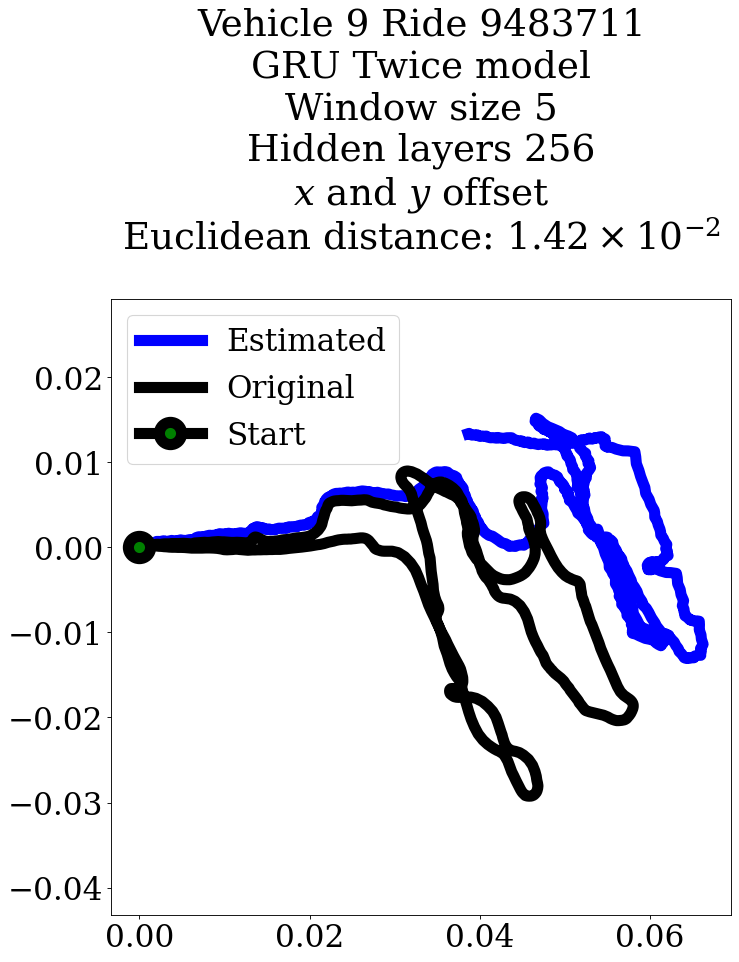 Vehicle 9 Ride 9483711
GRU Twice model
Window size 5
Hidden layers 256
x and y offset
Euclidean distance: 1.42 × 10⁻²
Estimated
Original
Start
0.02
0.01
0.00
−0.01
−0.02
−0.03
−0.04
0.00 0.02 0.04 0.06